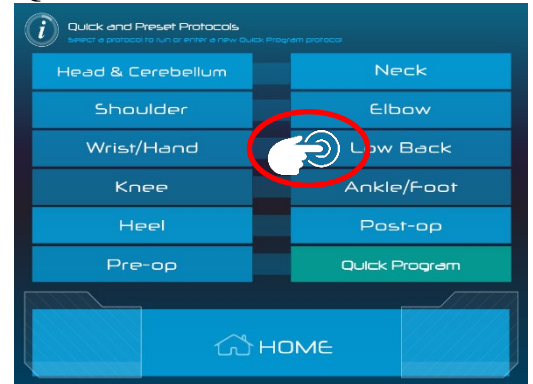 i Quick and Preset Protocols
Select a protocol to run or enter a new Quick Program protocol
Head & Cerebellum
Neck
Shoulder
Elbow
Wrist/Hand
Low Back
Knee
Ankle/Foot
Heel
Post-op
Pre-op
Quick Program
HOME